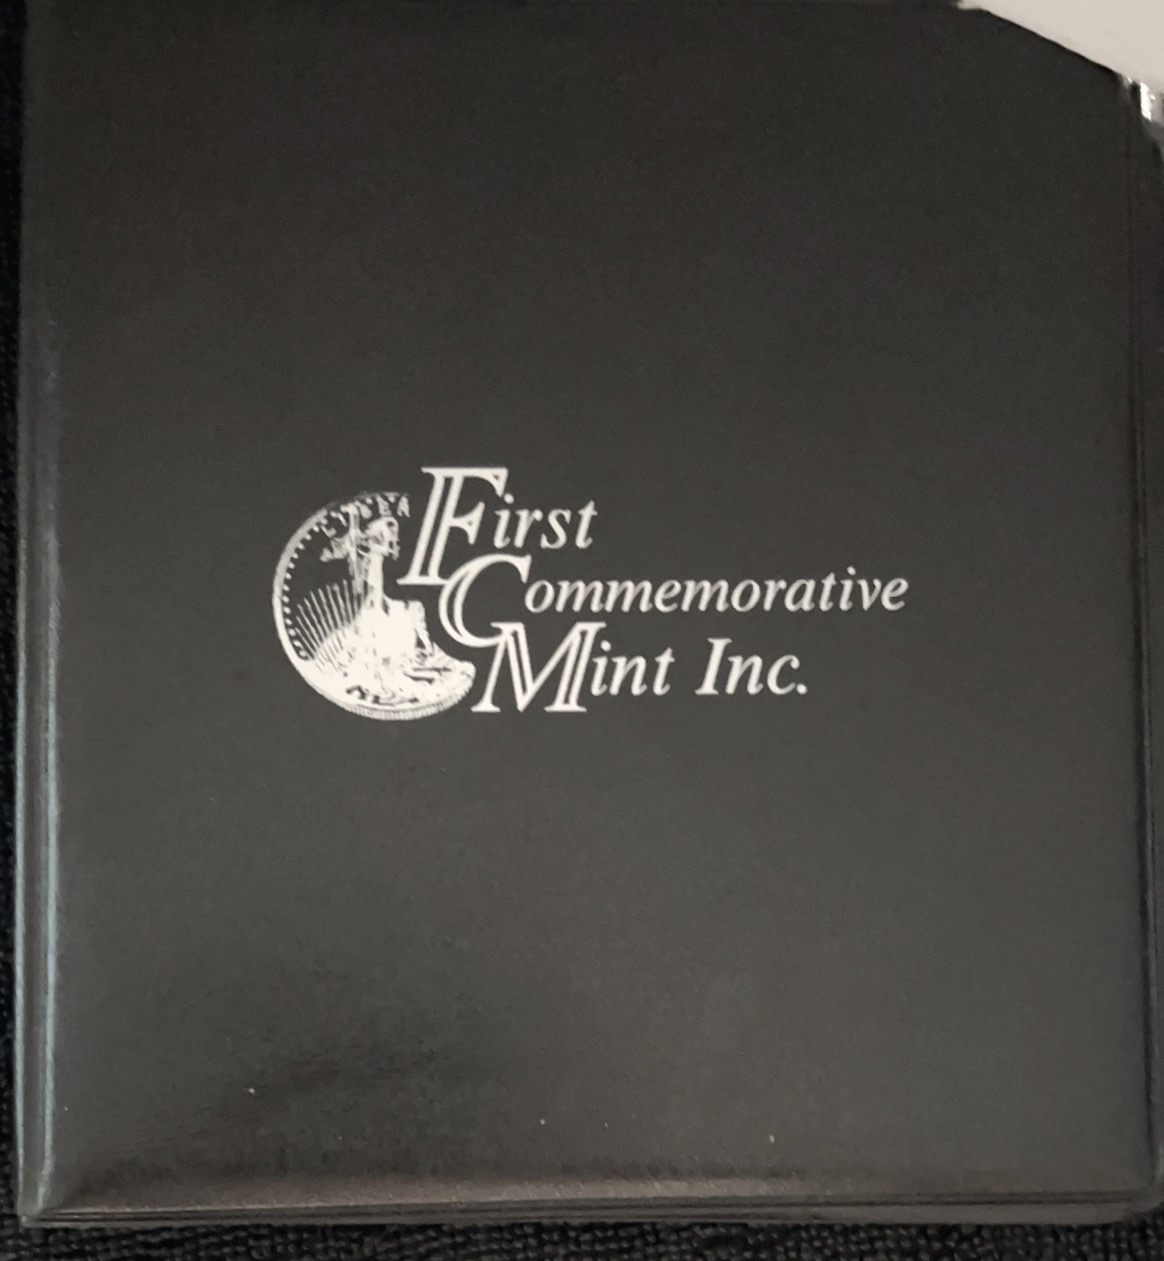 First
Commemorative
Mint Inc.